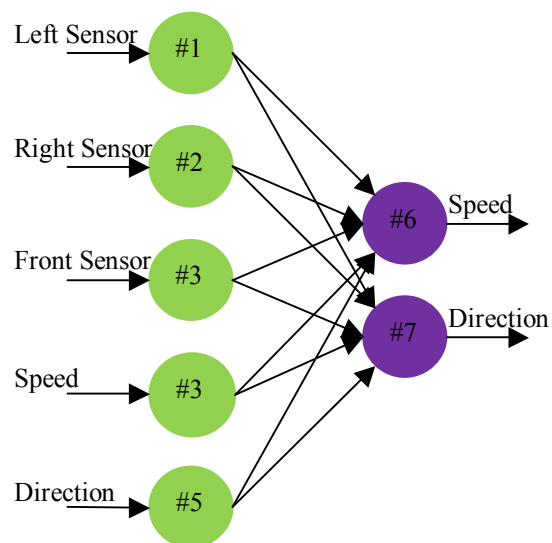 Left Sensor
#1
Right Sensor
#2
Front Sensor
#3
Speed
#3
Direction
#5
#6
Speed
#7
Direction